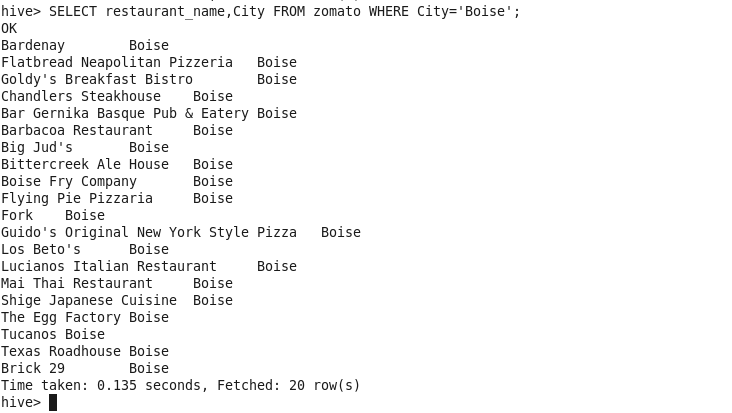 hive> SELECT restaurant_name,City FROM zomato WHERE City='Boise';
OK
Bardenay Boise
Flatbread Neapolitan Pizzeria Boise
Goldy's Breakfast Bistro Boise
Chandlers Steakhouse Boise
Bar Gernika Basque Pub & Eatery Boise
Barbacoa Restaurant Boise
Big Jud's Boise
Bittercreek Ale House Boise
Boise Fry Company Boise
Flying Pie Pizzaria Boise
Fork Boise
Guido's Original New York Style Pizza Boise
Los Beto's Boise
Lucianos Italian Restaurant Boise
Mai Thai Restaurant Boise
Shige Japanese Cuisine Boise
The Egg Factory Boise
Tucanos Boise
Texas Roadhouse Boise
Brick 29 Boise
Time taken: 0.135 seconds, Fetched: 20 row(s)
hive>